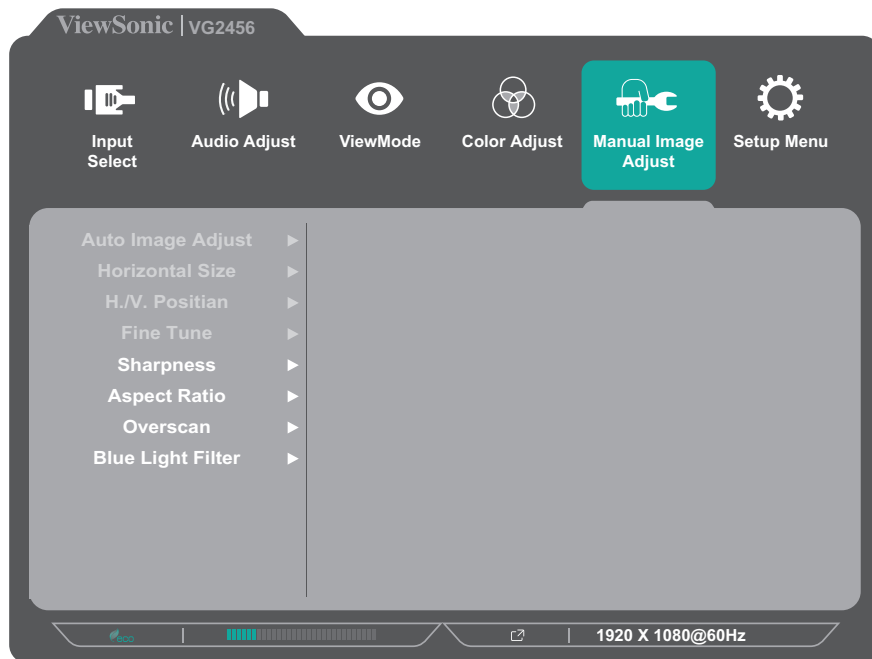 ViewSonic | VG2456
Input
Select
Audio Adjust
ViewMode
Color Adjust
Manual Image
Adjust
Setup Menu
Auto Image Adjust
Horizontal Size
H./V. Positian
Fine Tune
Sharpness
Aspect Ratio
Overscan
Blue Light Filter
eco
1920 X 1080@60Hz